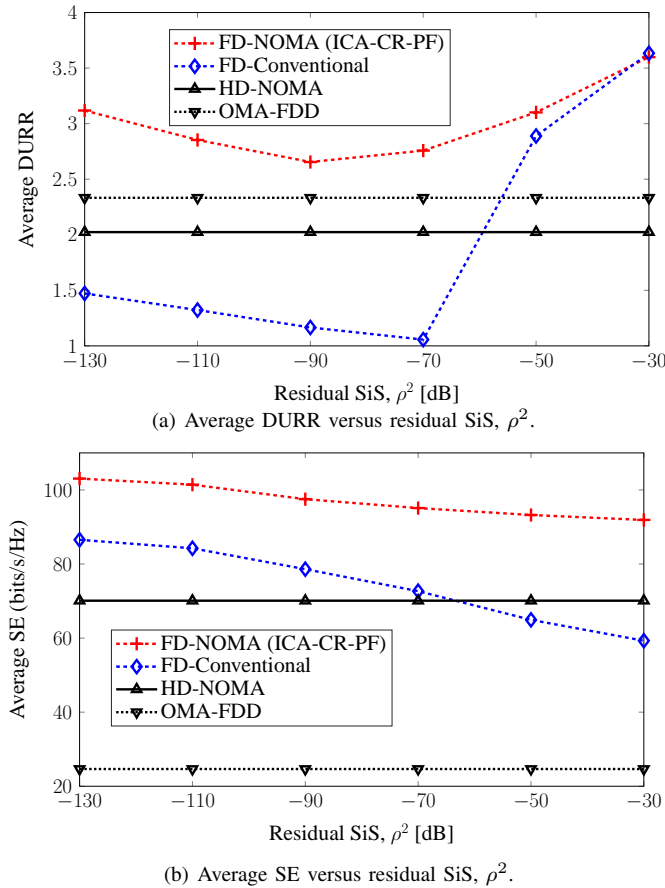 4
3.5
3
2.5
2
1.5
1
Average DURR
FD-NOMA (ICA-CR-PF)
FD-Conventional
HD-NOMA
OMA-FDD
−130 −110 −90 −70 −50 −30
Residual SiS, ρ² [dB]
(a) Average DURR versus residual SiS, ρ².
100
80
60
40
20
Average SE (bits/s/Hz)
FD-NOMA (ICA-CR-PF)
FD-Conventional
HD-NOMA
OMA-FDD
−130 −110 −90 −70 −50 −30
Residual SiS, ρ² [dB]
(b) Average SE versus residual SiS, ρ².